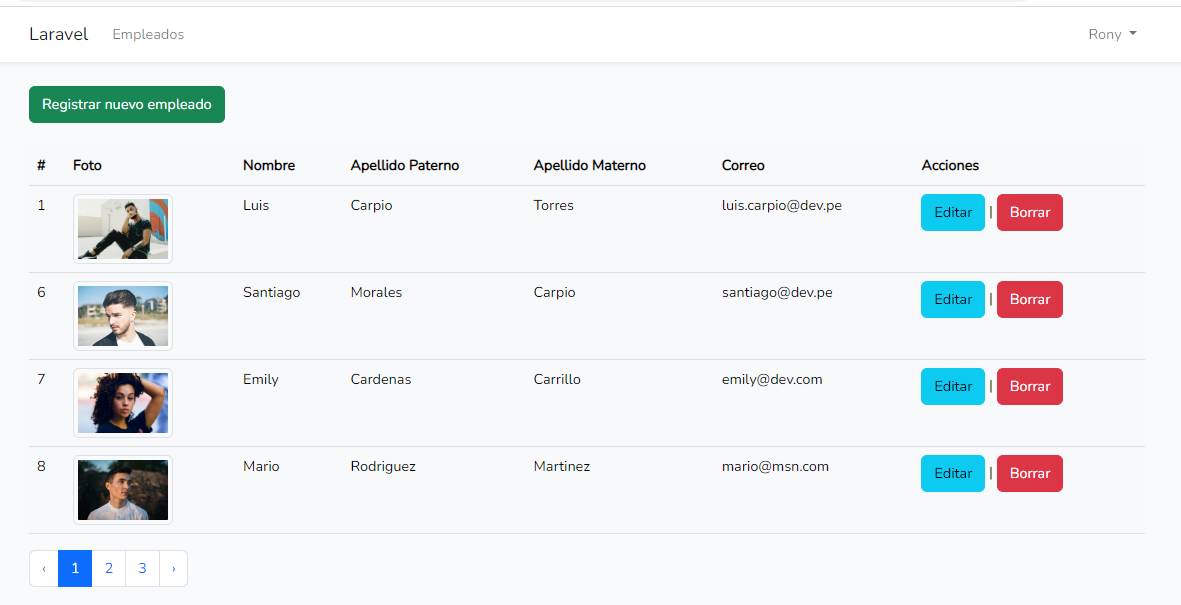 Laravel Empleados Rony
Registrar nuevo empleado
# Foto Nombre Apellido Paterno Apellido Materno Correo Acciones
1 Luis Carpio Torres luis.carpio@dev.pe Editar | Borrar
6 Santiago Morales Carpio santiago@dev.pe Editar | Borrar
7 Emily Cardenas Carrillo emily@dev.com Editar | Borrar
8 Mario Rodriguez Martinez mario@msn.com Editar | Borrar
‹ 1 2 3 ›